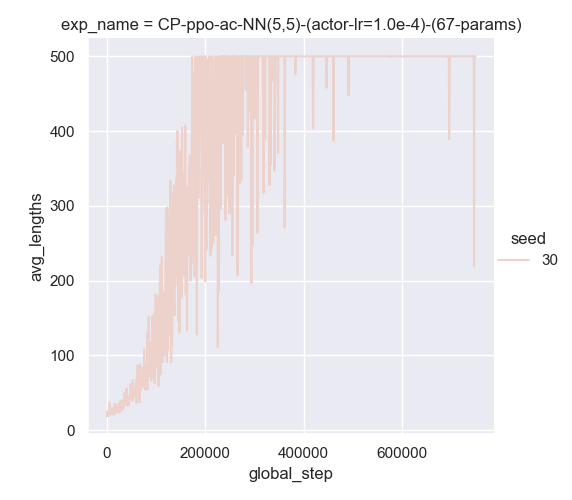 exp_name = CP-ppo-ac-NN(5,5)-(actor-lr=1.0e-4)-(67-params)
500
400
300
200
100
0
avg_lengths
0 200000 400000 600000
global_step
seed
30